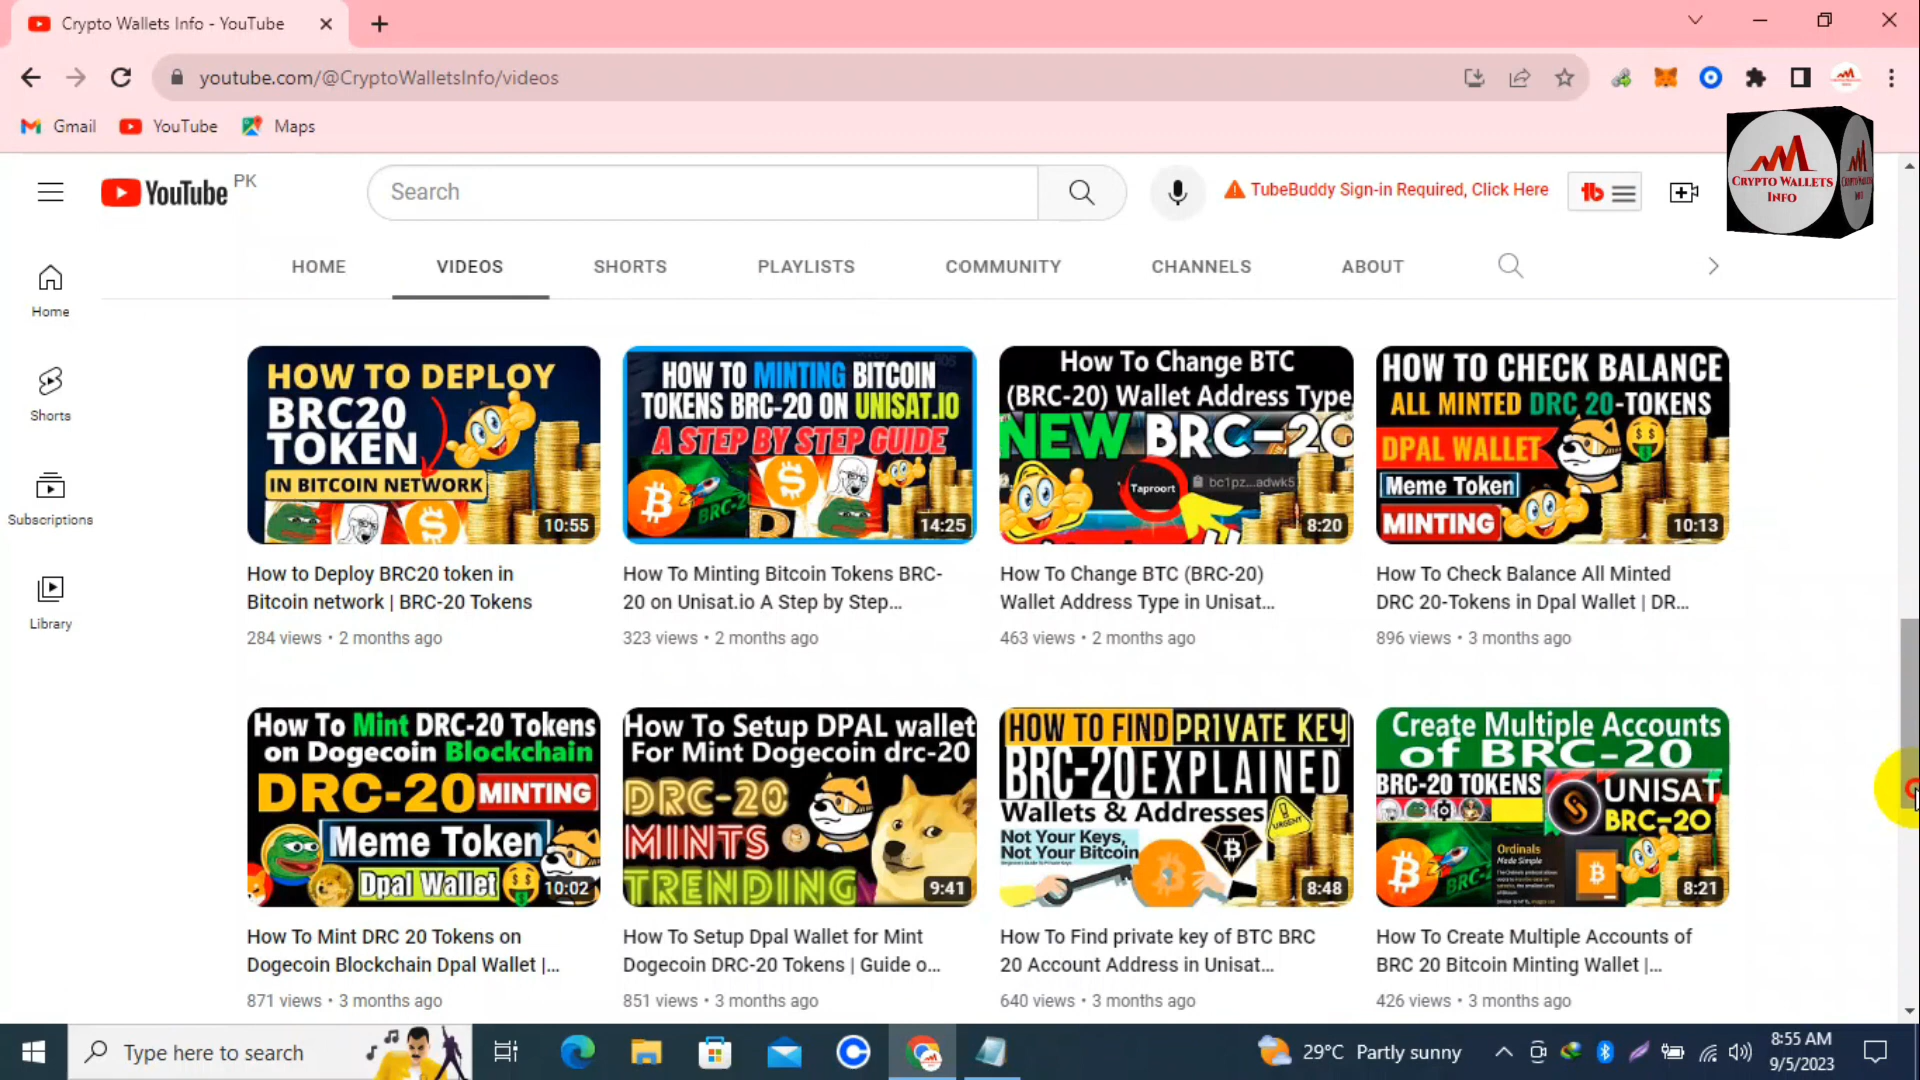 Crypto Wallets Info - YouTube
youtube.com/@CryptoWalletsInfo/videos
Gmail
YouTube
Maps
CRYPTO WALLETS
INFO
YouTube PK
Search
TubeBuddy Sign-in Required, Click Here
tb
HOME
VIDEOS
SHORTS
PLAYLISTS
COMMUNITY
CHANNELS
ABOUT
Home
Shorts
Subscriptions
Library
HOW TO DEPLOY
BRC20
TOKEN
IN BITCOIN NETWORK
10:55
How to Deploy BRC20 token in
Bitcoin network | BRC-20 Tokens
284 views • 2 months ago
HOW TO MINTING BITCOIN
TOKENS BRC-20 ON UNISAT.IO
A STEP BY STEP GUIDE
14:25
How To Minting Bitcoin Tokens BRC-
20 on Unisat.io A Step by Step...
323 views • 2 months ago
How To Change BTC
(BRC-20) Wallet Address Type
NEW BRC-20
Taproort
bc1pz...adwk5
8:20
How To Change BTC (BRC-20)
Wallet Address Type in Unisat...
463 views • 2 months ago
HOW TO CHECK BALANCE
ALL MINTED DRC 20-TOKENS
DPAL WALLET
Meme Token
MINTING
10:13
How To Check Balance All Minted
DRC 20-Tokens in Dpal Wallet | DR...
896 views • 3 months ago
How To Mint DRC-20 Tokens
on Dogecoin Blockchain
DRC-20 MINTING
Meme Token
Dpal Wallet
10:02
How To Mint DRC 20 Tokens on
Dogecoin Blockchain Dpal Wallet |...
871 views • 3 months ago
How To Setup DPAL wallet
For Mint Dogecoin drc-20
DRC-20
MINTS
TRENDING
9:41
How To Setup Dpal Wallet for Mint
Dogecoin DRC-20 Tokens | Guide o...
851 views • 3 months ago
HOW TO FIND PRIVATE KEY
BRC-20 EXPLAINED
Wallets & Addresses
Not Your Keys,
Not Your Bitcoin
URGENT
8:48
How To Find private key of BTC BRC
20 Account Address in Unisat...
640 views • 3 months ago
Create Multiple Accounts
of BRC-20
BRC-20 TOKENS
UNISAT
BRC-20
Ordinals
Made Simple
8:21
How To Create Multiple Accounts of
BRC 20 Bitcoin Minting Wallet |...
426 views • 3 months ago
Type here to search
29°C Partly sunny
8:55 AM
9/5/2023